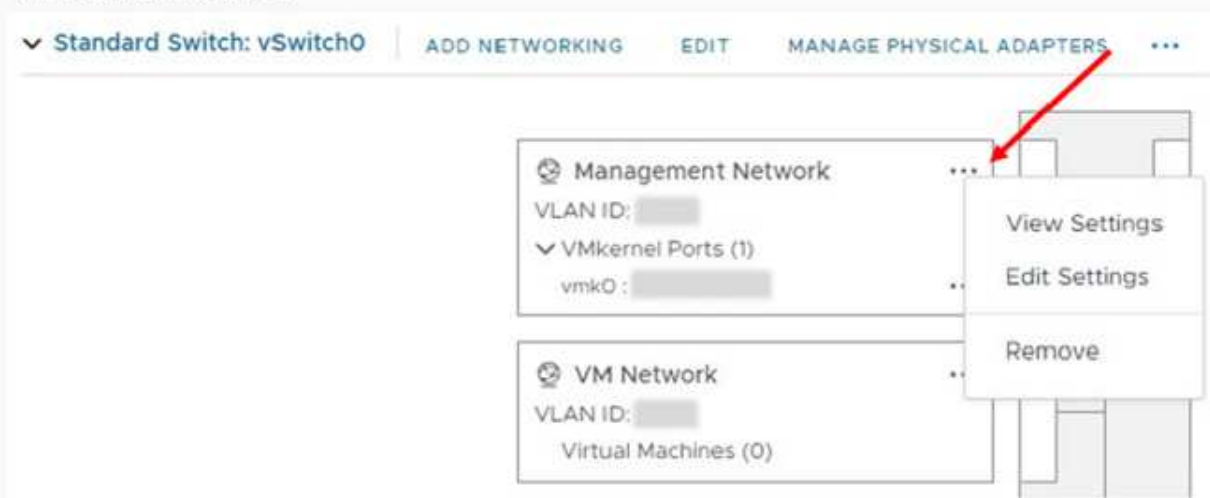 Standard Switch: vSwitch0 ADD NETWORKING EDIT MANAGE PHYSICAL ADAPTERS ...
Management Network ...
VLAN ID:
VMkernel Ports (1)
vmk0 :
View Settings
Edit Settings
Remove
VM Network
VLAN ID:
Virtual Machines (0)